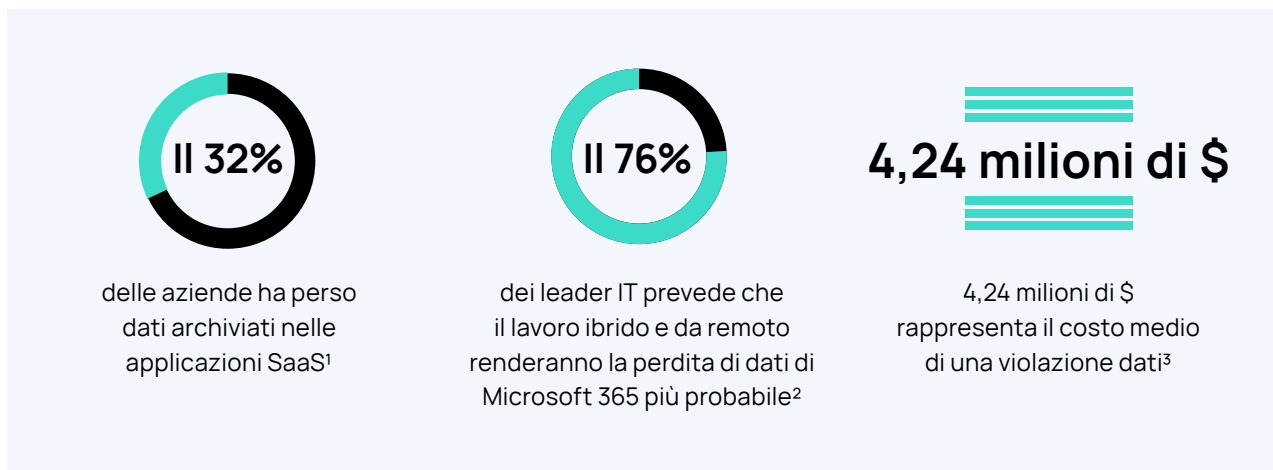 Il 32%
delle aziende ha perso
dati archiviati nelle
applicazioni SaaS¹
Il 76%
dei leader IT prevede che
il lavoro ibrido e da remoto
renderanno la perdita di dati di
Microsoft 365 più probabile²
4,24 milioni di $
4,24 milioni di $
rappresenta il costo medio
di una violazione dati³